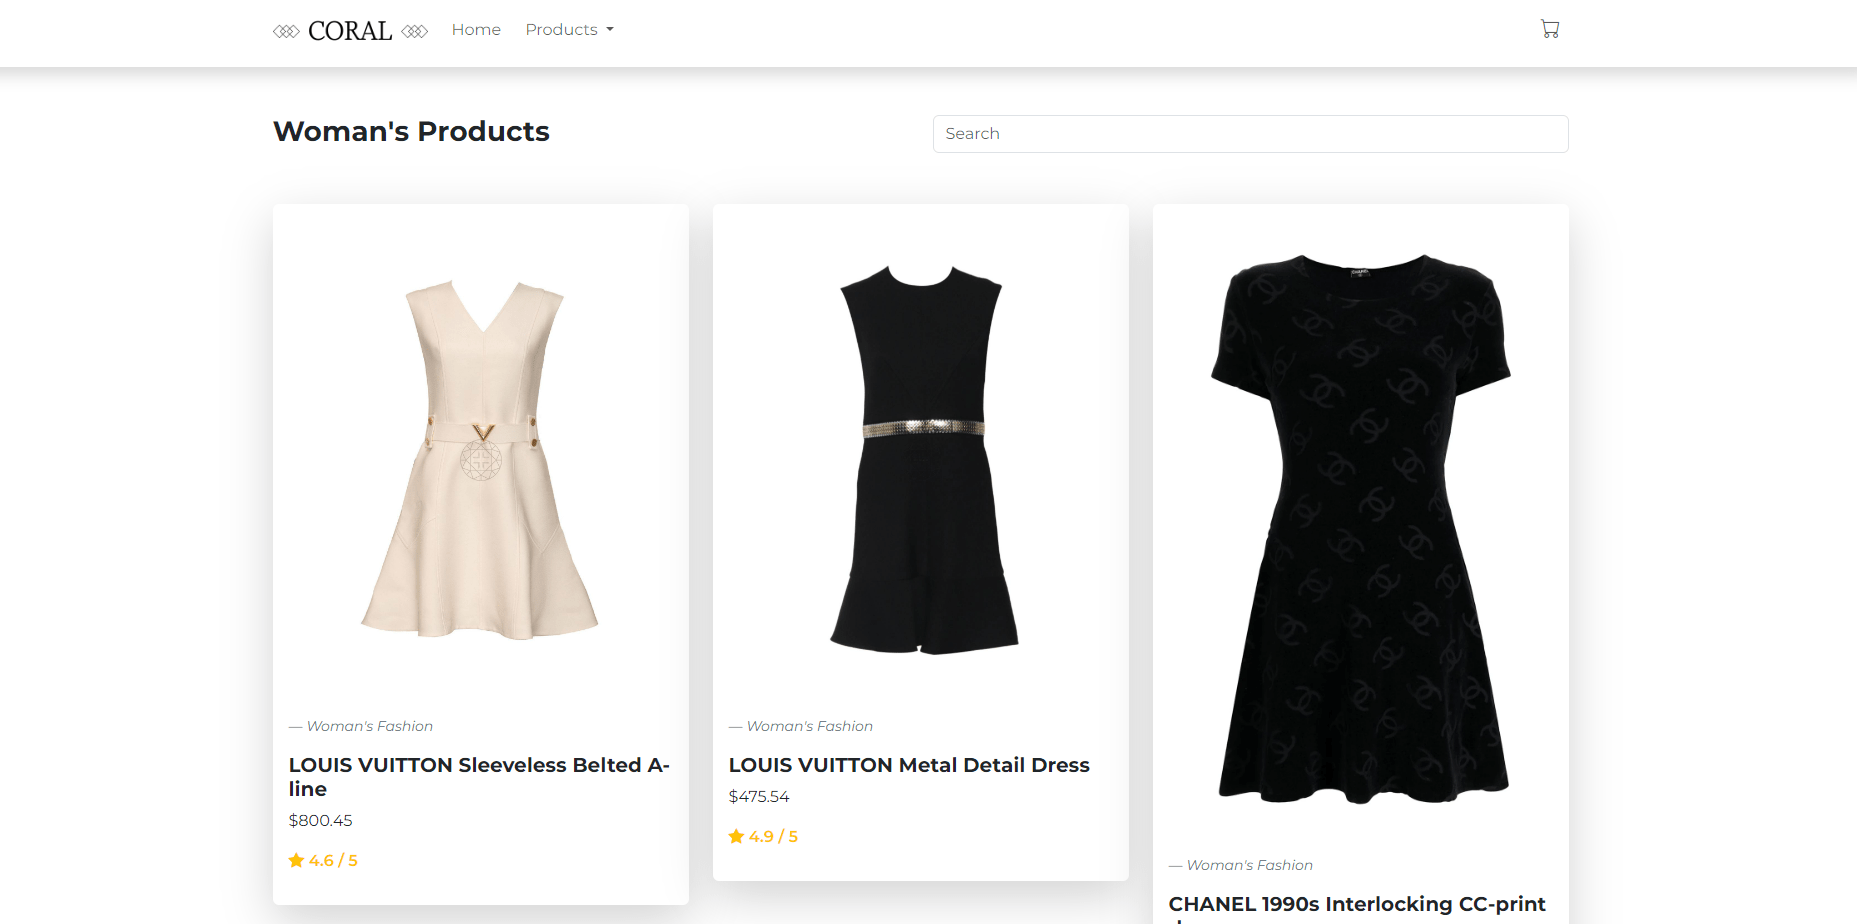 CORAL Home Products
Woman's Products
Search
— Woman's Fashion
LOUIS VUITTON Sleeveless Belted A-
line
$800.45
4.6 / 5
— Woman's Fashion
LOUIS VUITTON Metal Detail Dress
$475.54
4.9 / 5
— Woman's Fashion
CHANEL 1990s Interlocking CC-print